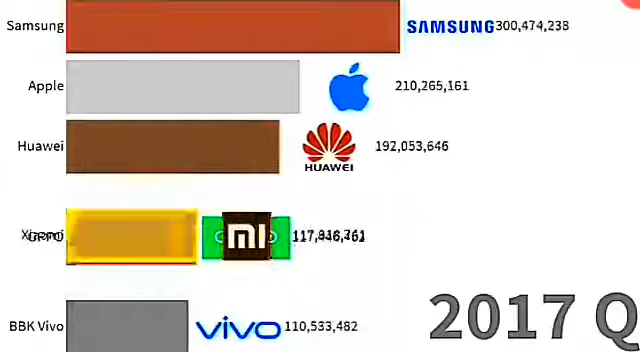 Samsung SAMSUNG 300,474,238
Apple 210,265,161
Huawei HUAWEI 192,053,646
mi
BBK Vivo vivo 110,533,482
2017 Q